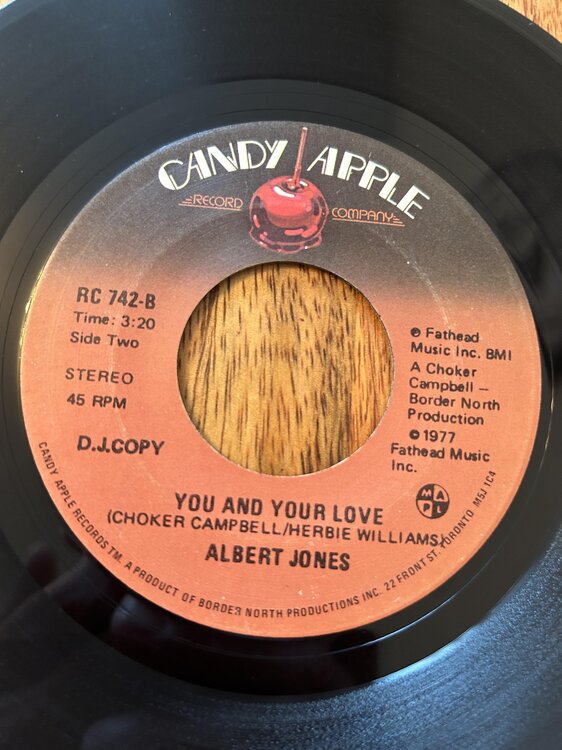 CANDY APPLE
RECORD COMPANY
RC 742-B
Time: 3:20
Side Two
STEREO
45 RPM
D.J.COPY
℗ Fathead
Music Inc. BMI
A Choker
Campbell —
Border North
Production
© 1977
Fathead Music
Inc.
MAPL
YOU AND YOUR LOVE
(CHOKER CAMPBELL/HERBIE WILLIAMS)
ALBERT JONES
CANDY APPLE RECORDS TM. A PRODUCT OF BORDER NORTH PRODUCTIONS INC. 22 FRONT ST. TORONTO M5J 1C4